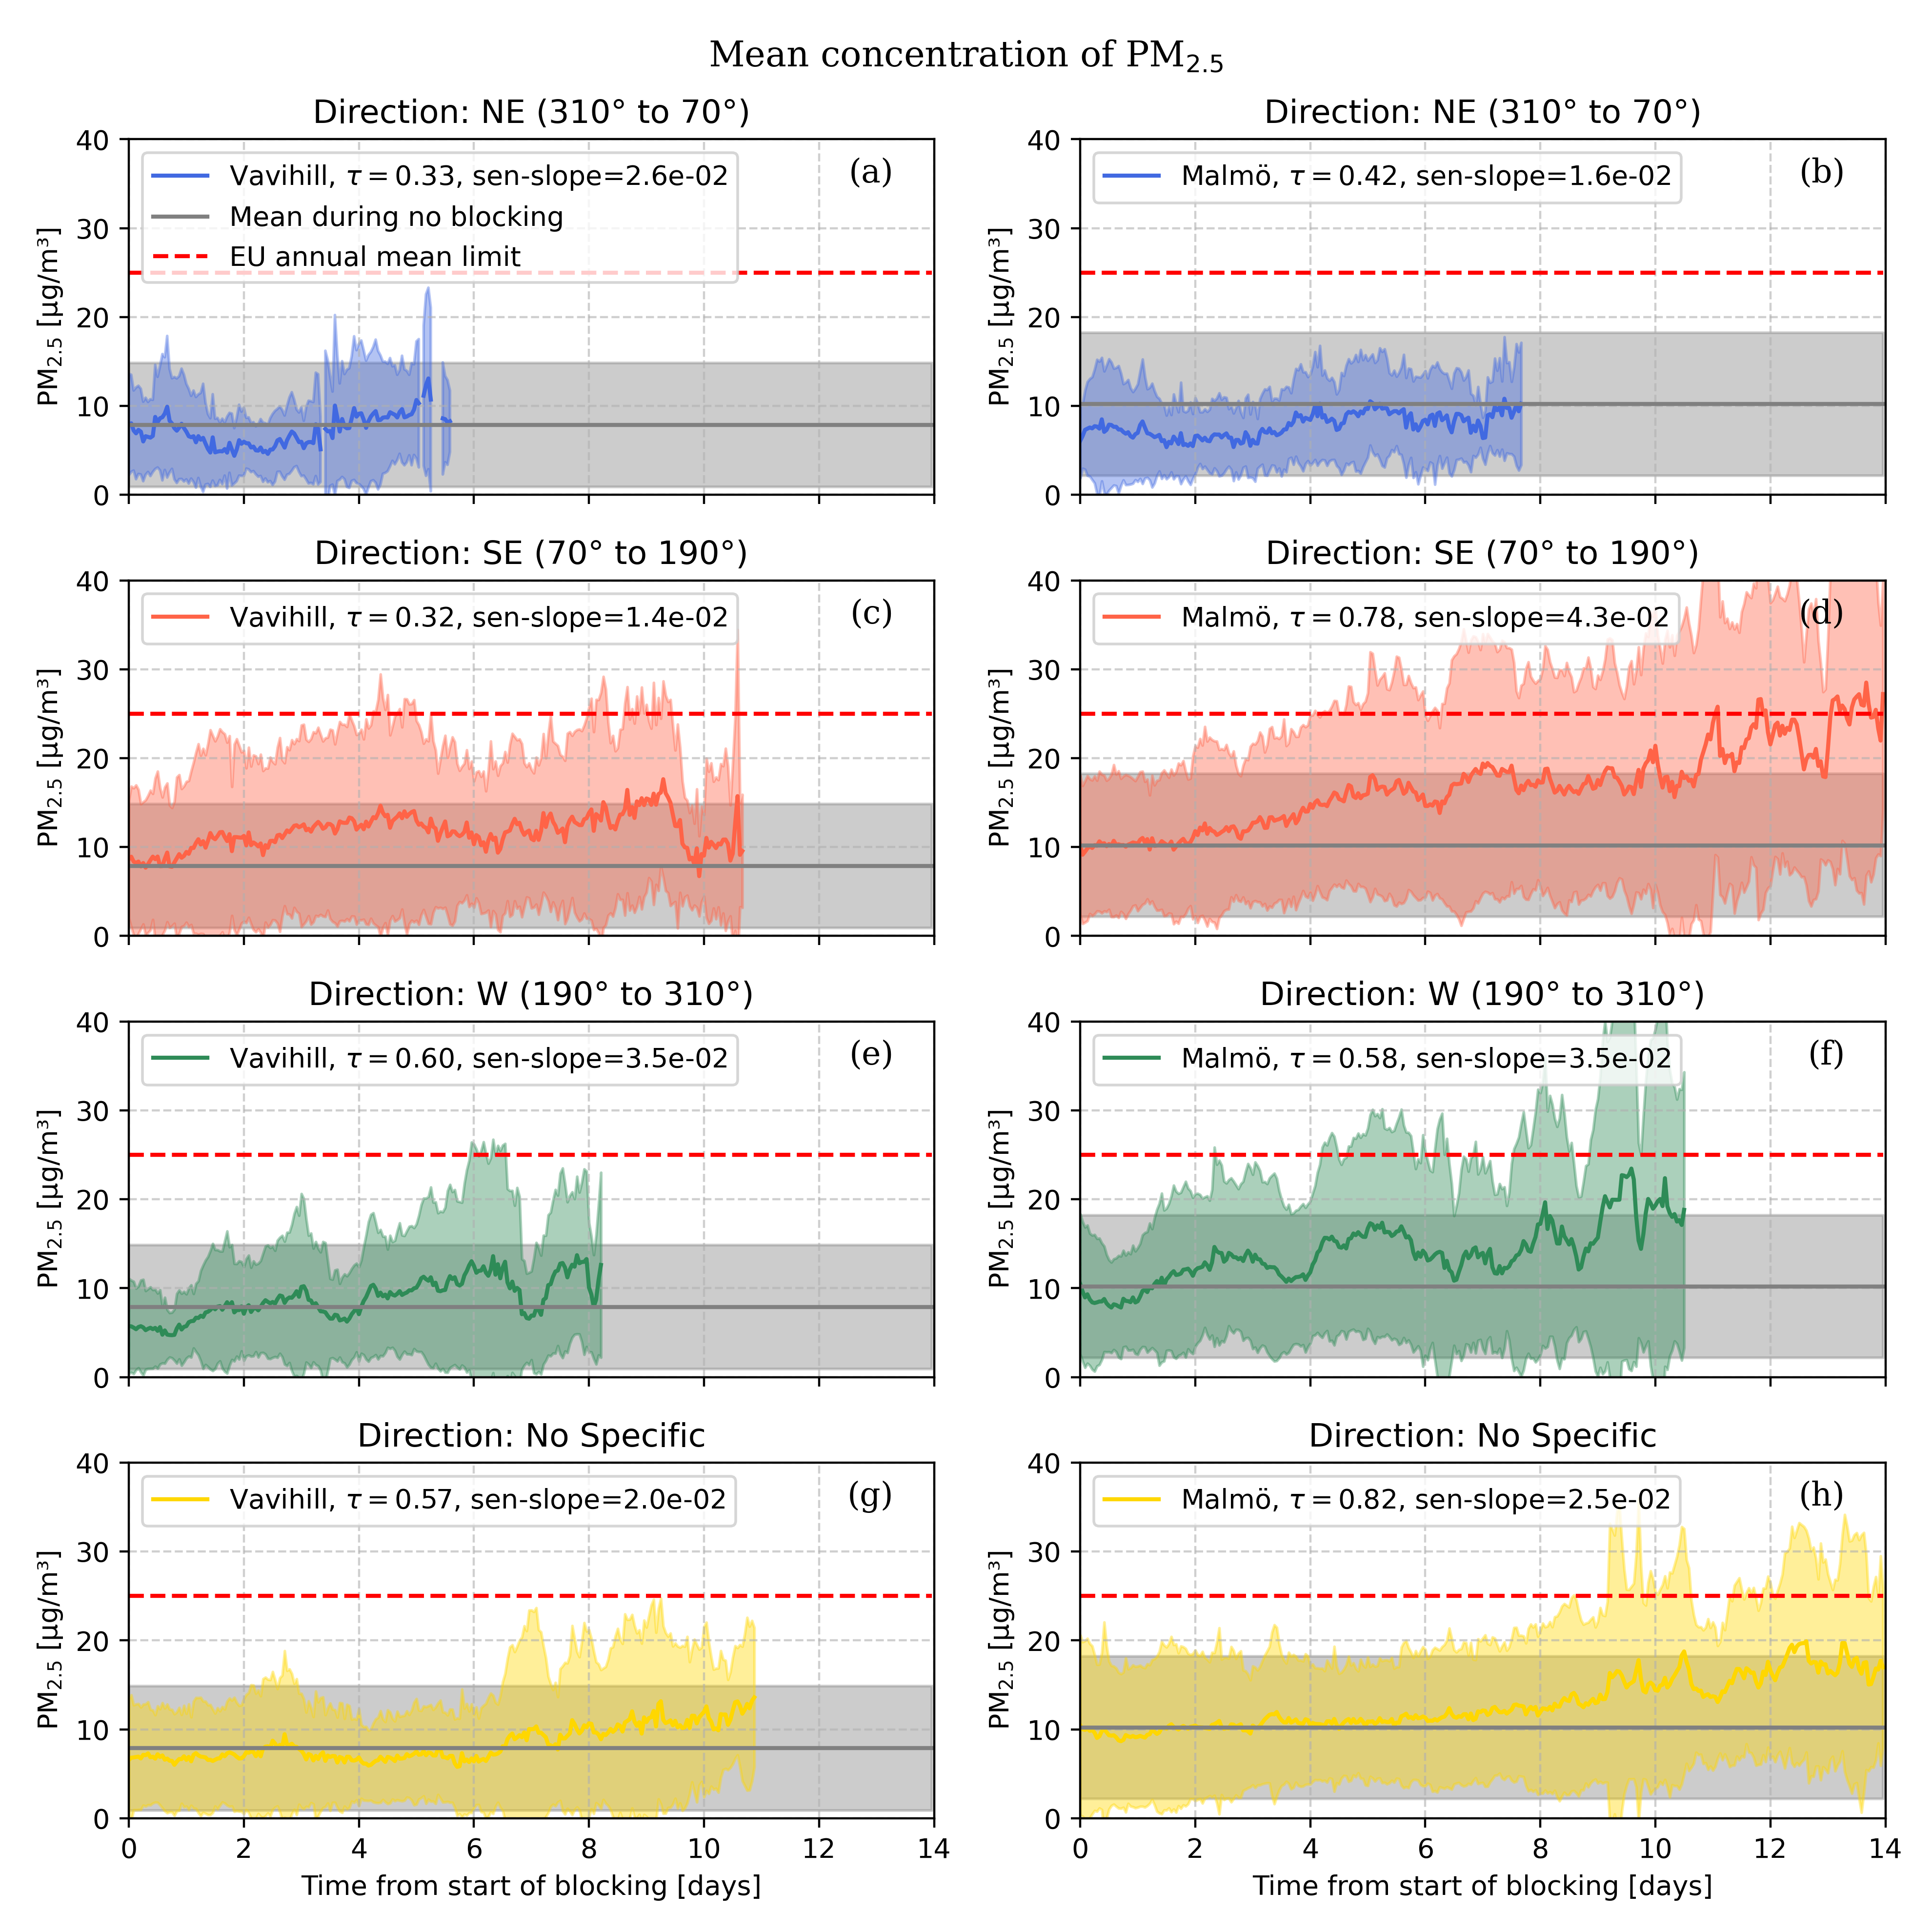 Mean concentration of PM₂.₅
Direction: NE (310° to 70°)
40
30
20
10
0
PM₂.₅ [µg/m³]
Vavihill, τ = 0.33, sen-slope=2.6e-02
Mean during no blocking
EU annual mean limit
(a)
Direction: NE (310° to 70°)
40
30
20
10
0
PM₂.₅ [µg/m³]
Malmö, τ = 0.42, sen-slope=1.6e-02
(b)
Direction: SE (70° to 190°)
40
30
20
10
0
PM₂.₅ [µg/m³]
Vavihill, τ = 0.32, sen-slope=1.4e-02
(c)
Direction: SE (70° to 190°)
40
30
20
10
0
PM₂.₅ [µg/m³]
Malmö, τ = 0.78, sen-slope=4.3e-02
(d)
Direction: W (190° to 310°)
40
30
20
10
0
PM₂.₅ [µg/m³]
Vavihill, τ = 0.60, sen-slope=3.5e-02
(e)
Direction: W (190° to 310°)
40
30
20
10
0
PM₂.₅ [µg/m³]
Malmö, τ = 0.58, sen-slope=3.5e-02
(f)
Direction: No Specific
40
30
20
10
0
PM₂.₅ [µg/m³]
Vavihill, τ = 0.57, sen-slope=2.0e-02
(g)
0 2 4 6 8 10 12 14
Time from start of blocking [days]
Direction: No Specific
40
30
20
10
0
PM₂.₅ [µg/m³]
Malmö, τ = 0.82, sen-slope=2.5e-02
(h)
0 2 4 6 8 10 12 14
Time from start of blocking [days]